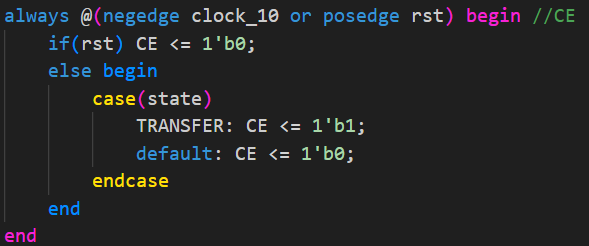 always @(negedge clock_10 or posedge rst) begin //CE
if(rst) CE <= 1'b0;
else begin
case(state)
TRANSFER: CE <= 1'b1;
default: CE <= 1'b0;
endcase
end
end